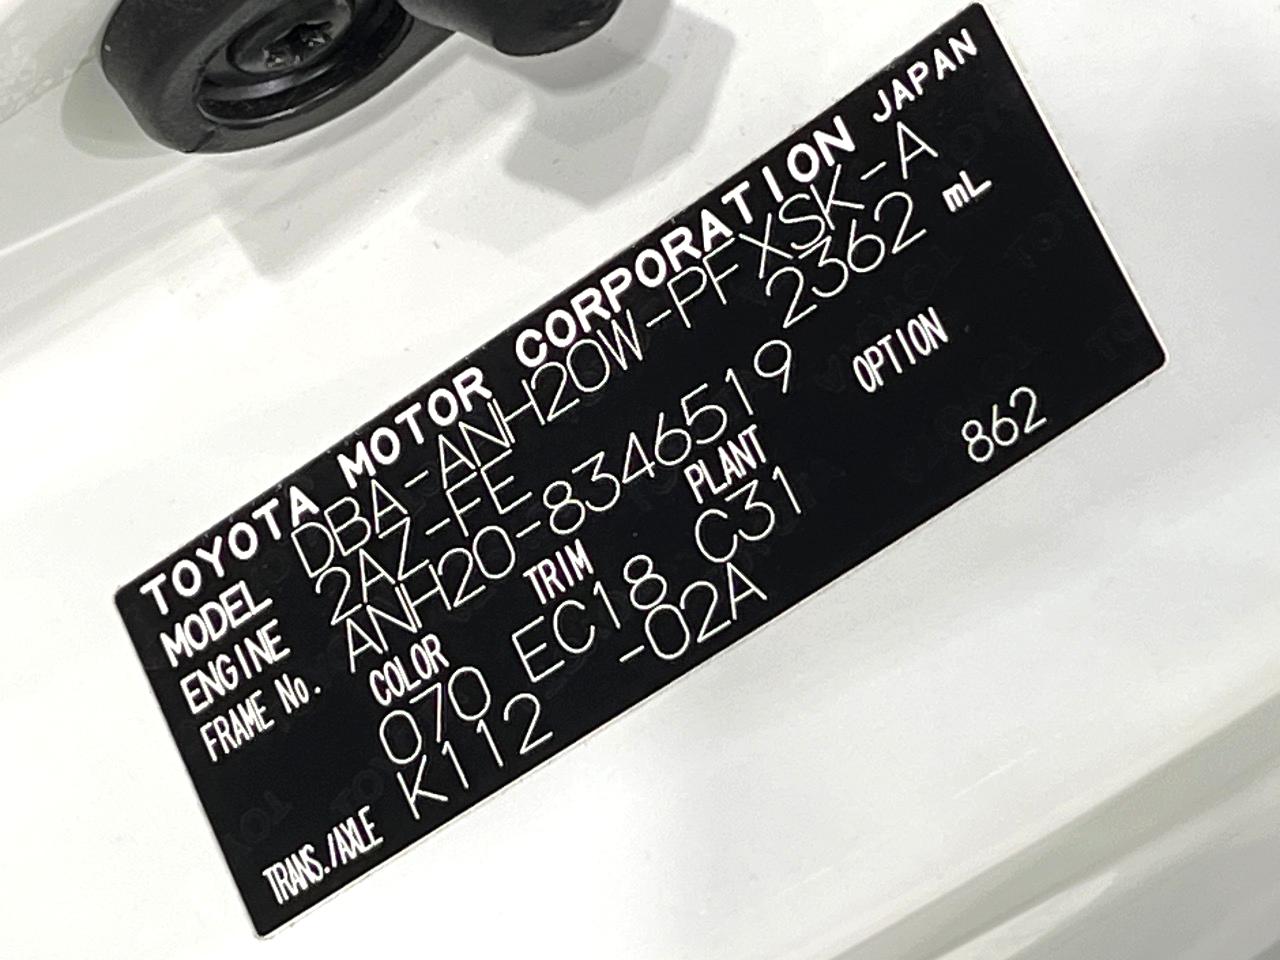 TOYOTA MOTOR CORPORATION JAPAN
MODEL DBA-ANH20W-PFXSK-A
ENGINE 2AZ-FE 2362 mL
FRAME No. ANH20-8346519
COLOR TRIM PLANT OPTION
070 EC18 C31 862
TRANS./AXLE K112 -02A